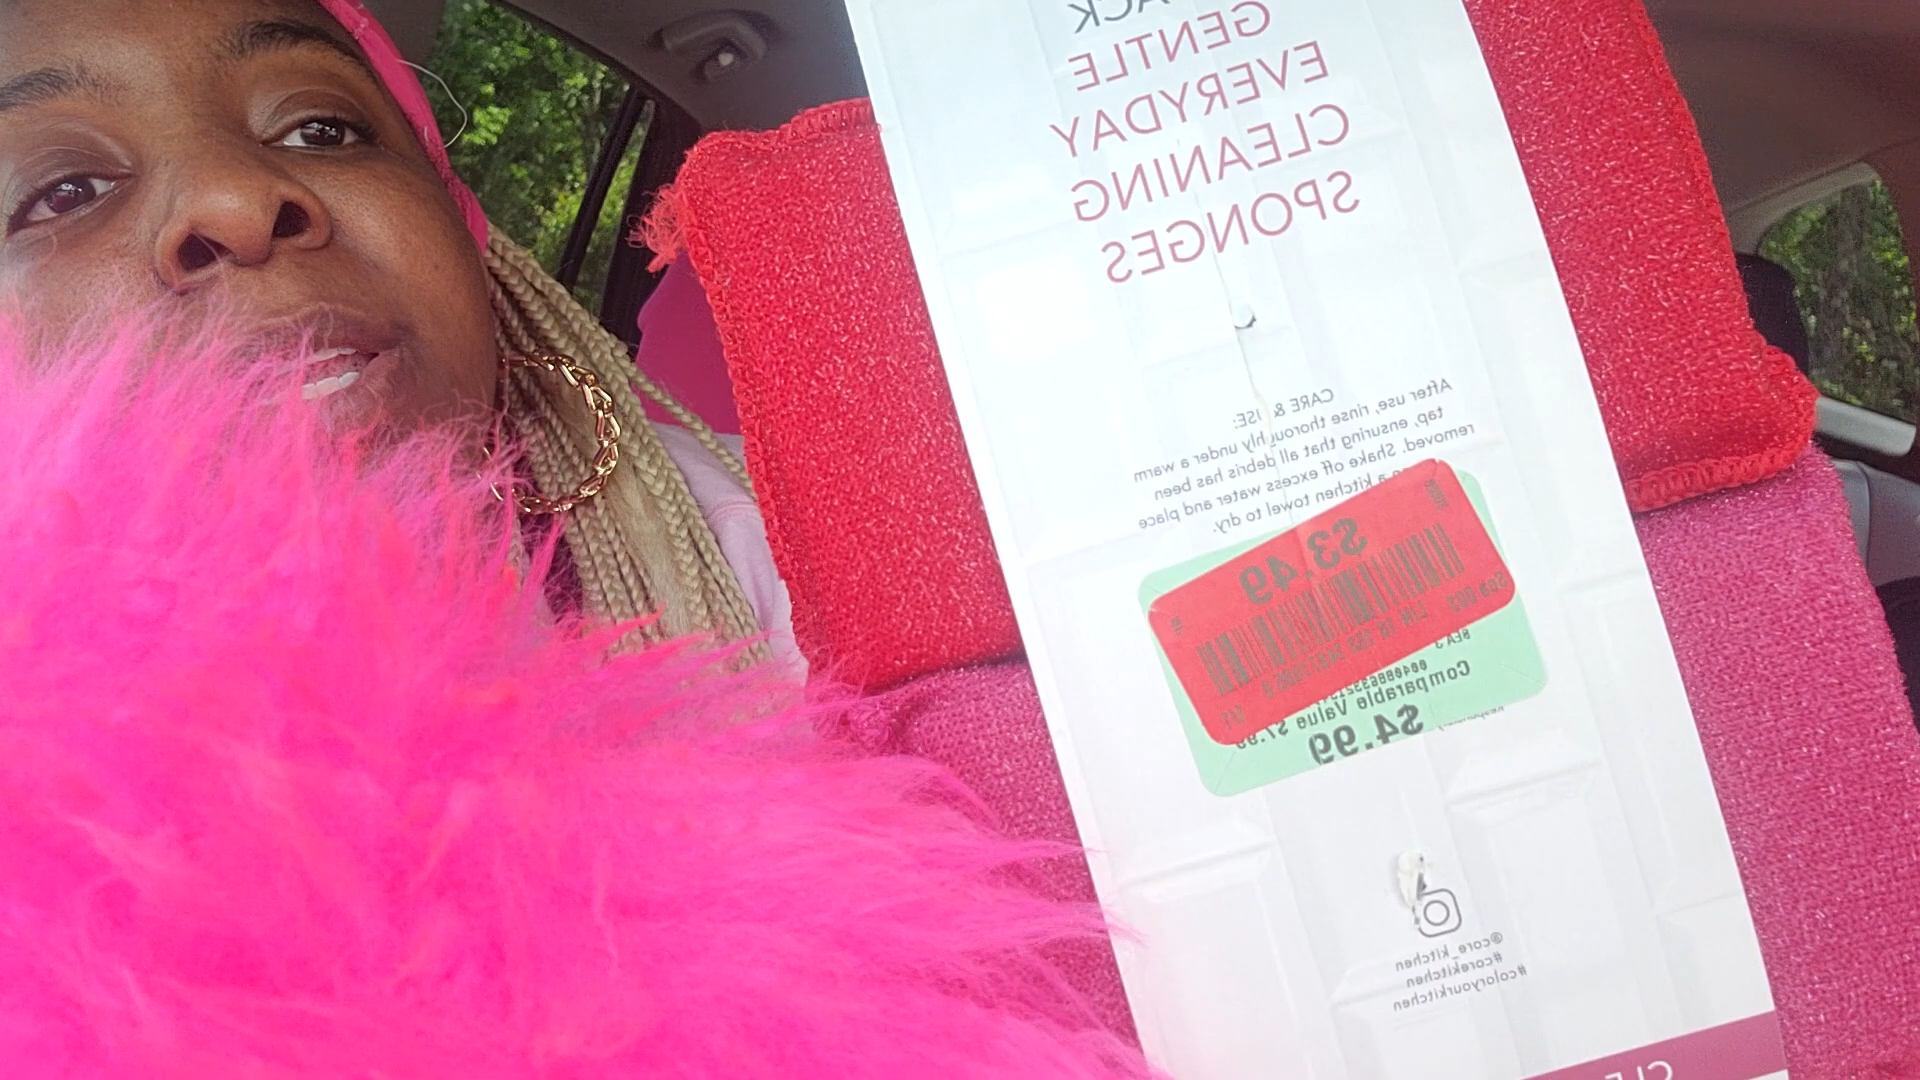 GENTLE
EVERYDAY
CLEANING
SPONGES
CARE & USE:
After use, rinse thoroughly under a warm
tap, ensuring that all debris has been
removed. Shake off excess water and place
a kitchen towel to dry.
$3.49
Comparable Value $7.99
$4.99
@core_kitchen
#corekitchen
#coloryourkitchen